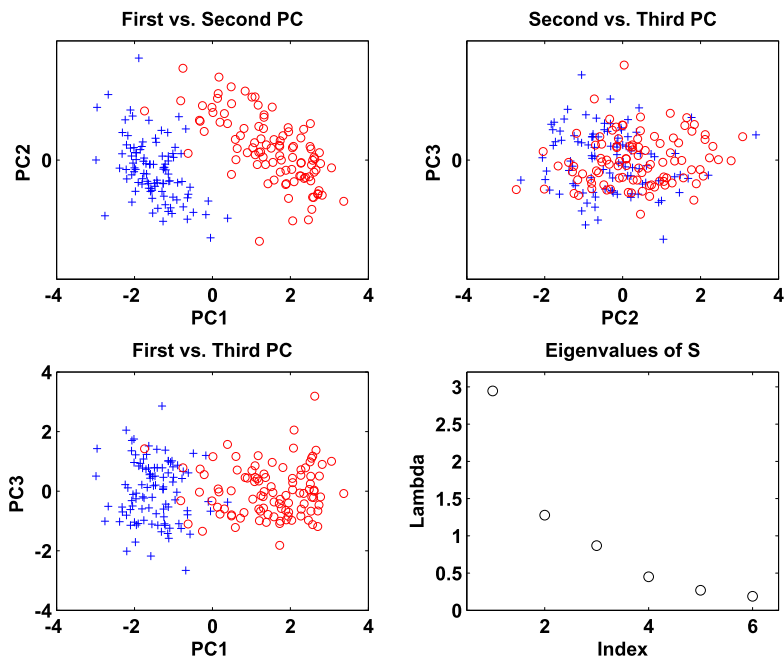 First vs. Second PC
PC2
0
-4
-2
0
2
4
PC1
Second vs. Third PC
PC3
0
-4
-2
0
2
4
PC2
First vs. Third PC
PC3
4
2
0
-2
-4
-4
-2
0
2
4
PC1
Eigenvalues of S
Lambda
3
2.5
2
1.5
1
0.5
0
2
4
6
Index